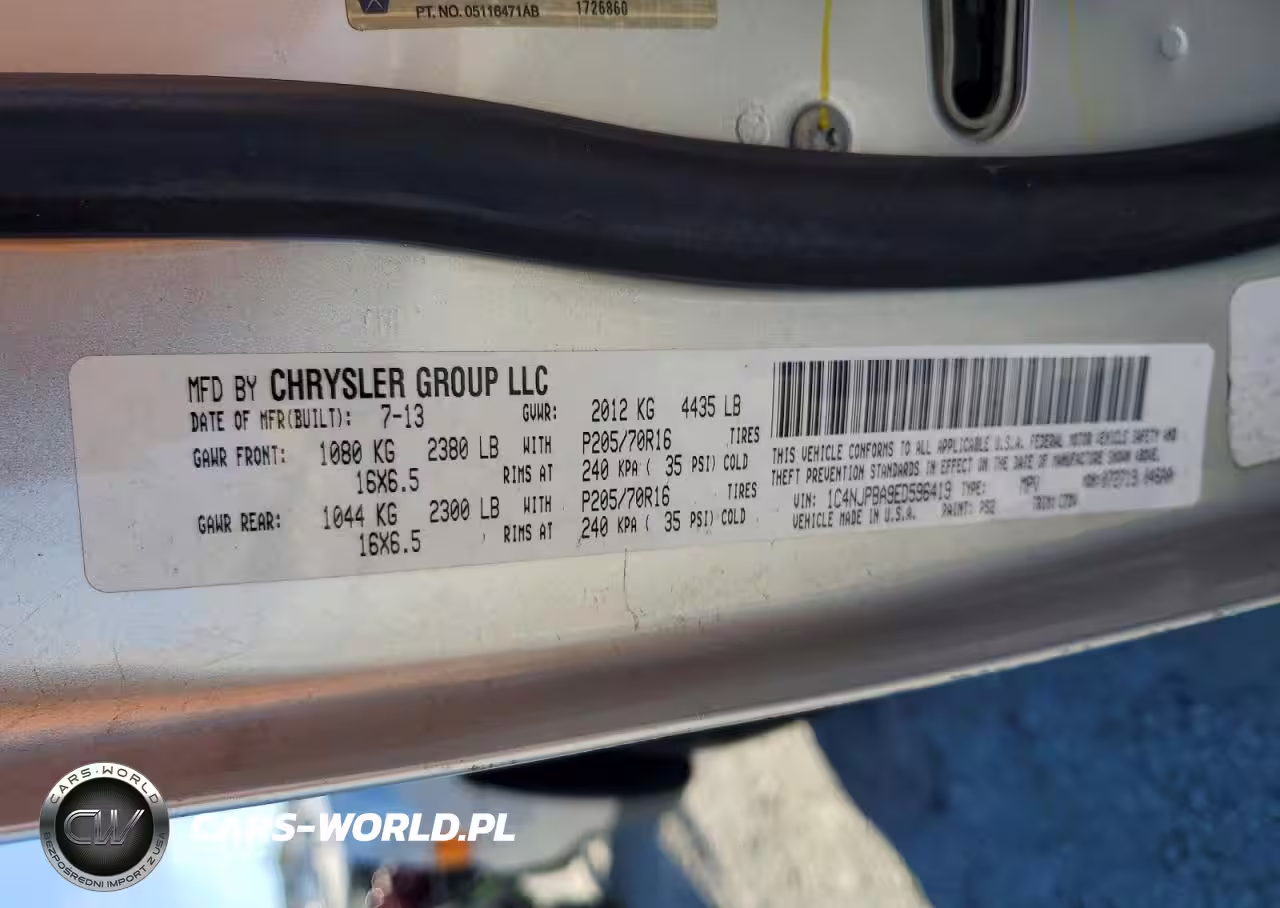 PT. NO. 05116471AB 1726860
MFD BY CHRYSLER GROUP LLC
DATE OF MFR(BUILT): 7-13 GVWR: 2012 KG 4435 LB
GAWR FRONT: 1080 KG 2380 LB WITH P205/70R16 TIRES
16X6.5 RIMS AT 240 KPA ( 35 PSI) COLD
GAWR REAR: 1044 KG 2300 LB WITH P205/70R16 TIRES
16X6.5 RIMS AT 240 KPA ( 35 PSI) COLD
THIS VEHICLE CONFORMS TO ALL APPLICABLE U.S.A. FEDERAL MOTOR VEHICLE SAFETY AND
THEFT PREVENTION STANDARDS IN EFFECT ON THE DATE OF MANUFACTURE SHOWN ABOVE.
VIN: 1C4NJPBA9ED596419 TYPE: MPV
VEHICLE MADE IN U.S.A. PAINT: PS2
CARS-WORLD
CW
BEZPOŚREDNI IMPORT Z USA
CARS-WORLD.PL